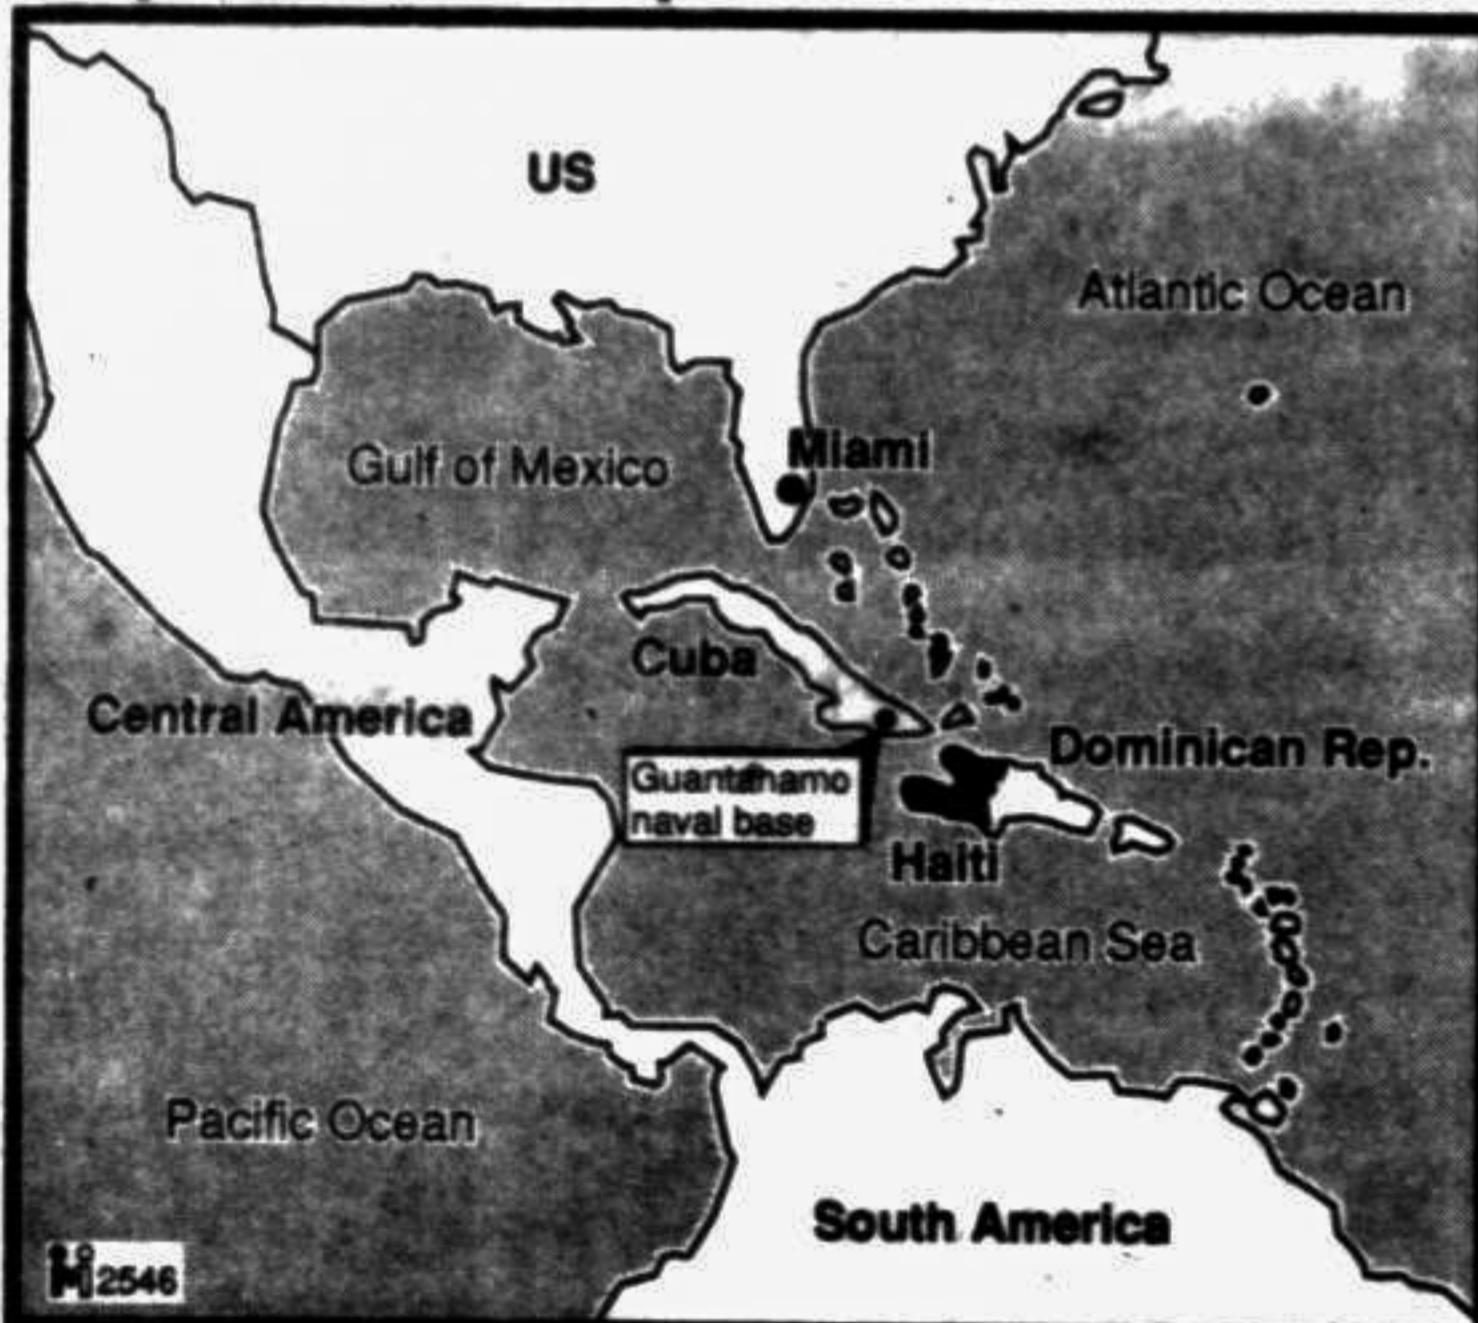 US
Atlantic Ocean
Miami
Gulf of Mexico
Cuba
Central America
Dominican Rep.
Guantanamo
naval base
Haiti
Caribbean Sea
Pacific Ocean
South America
2546